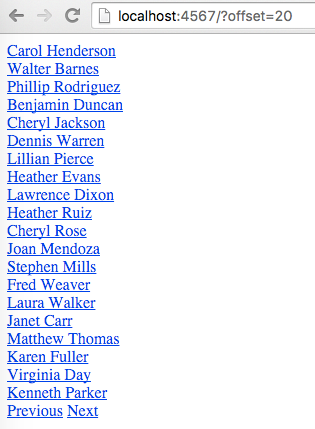 localhost:4567/?offset=20
Carol Henderson
Walter Barnes
Phillip Rodriguez
Benjamin Duncan
Cheryl Jackson
Dennis Warren
Lillian Pierce
Heather Evans
Lawrence Dixon
Heather Ruiz
Cheryl Rose
Joan Mendoza
Stephen Mills
Fred Weaver
Laura Walker
Janet Carr
Matthew Thomas
Karen Fuller
Virginia Day
Kenneth Parker
Previous Next